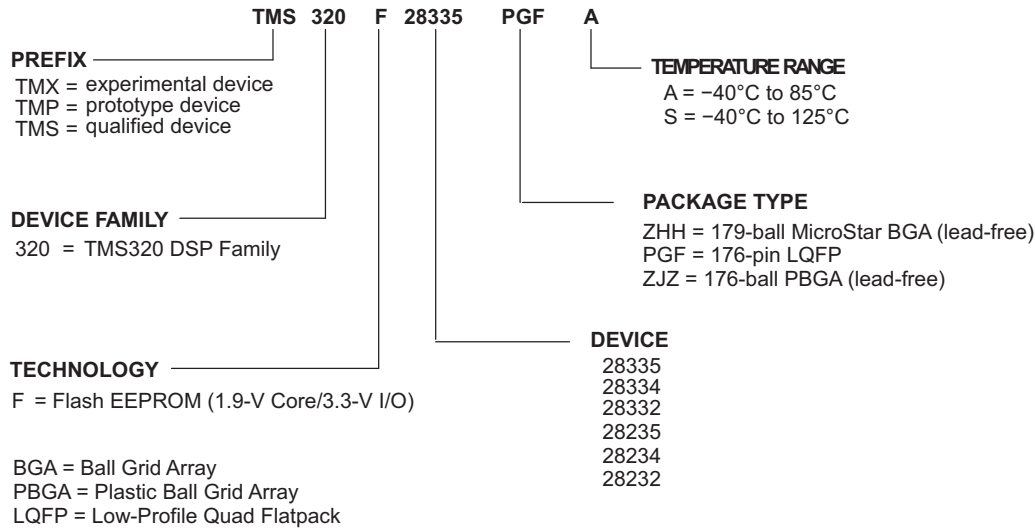 TMS 320 F 28335 PGF A
PREFIX
TMX = experimental device
TMP = prototype device
TMS = qualified device
TEMPERATURE RANGE
A = −40°C to 85°C
S = −40°C to 125°C
DEVICE FAMILY
320 = TMS320 DSP Family
PACKAGE TYPE
ZHH = 179-ball MicroStar BGA (lead-free)
PGF = 176-pin LQFP
ZJZ = 176-ball PBGA (lead-free)
TECHNOLOGY
F = Flash EEPROM (1.9-V Core/3.3-V I/O)
DEVICE
28335
28334
28332
28235
28234
28232
BGA = Ball Grid Array
PBGA = Plastic Ball Grid Array
LQFP = Low-Profile Quad Flatpack